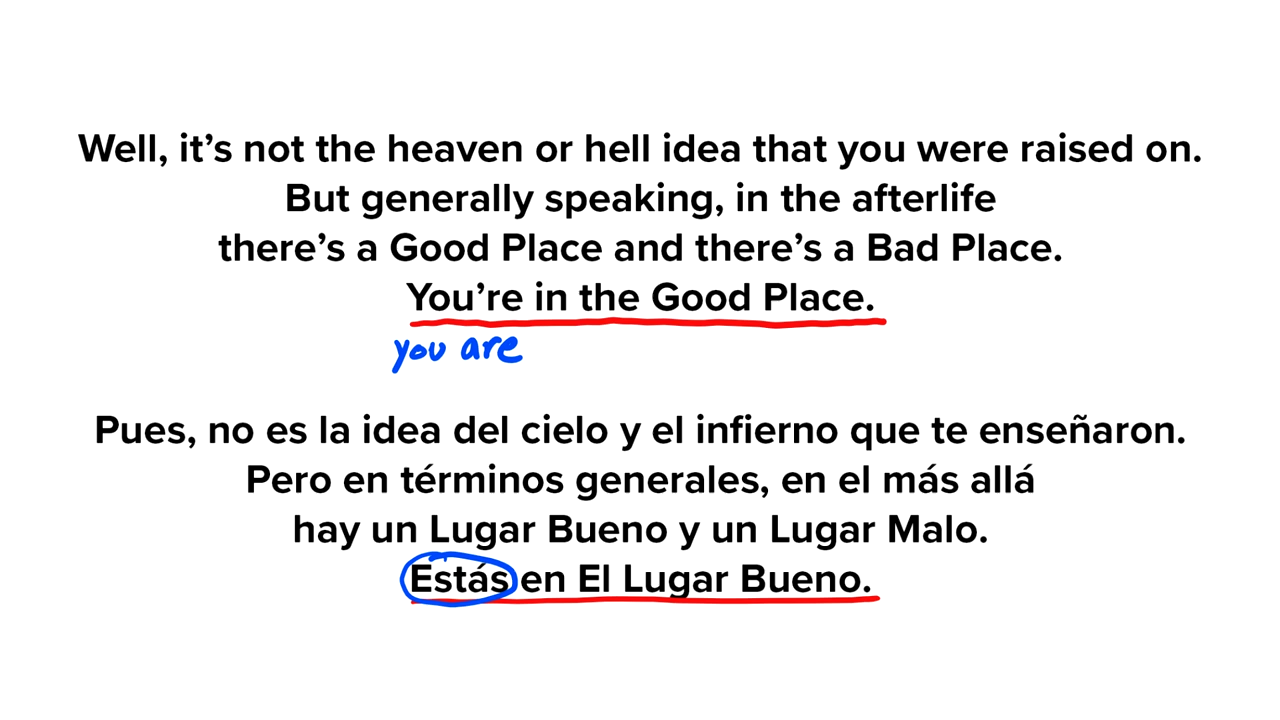 Well, it’s not the heaven or hell idea that you were raised on.
But generally speaking, in the afterlife
there’s a Good Place and there’s a Bad Place.
You’re in the Good Place.
you are
Pues, no es la idea del cielo y el infierno que te enseñaron.
Pero en términos generales, en el más allá
hay un Lugar Bueno y un Lugar Malo.
Estás en El Lugar Bueno.